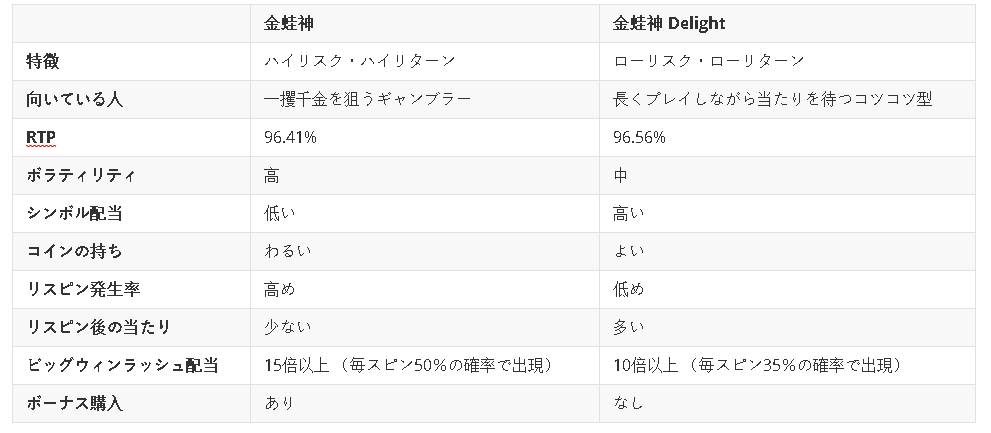 金蛙神 金蛙神 Delight
特徴 ハイリスク・ハイリターン ローリスク・ローリターン
向いている人 一攫千金を狙うギャンブラー 長くプレイしながら当たりを待つコツコツ型
RTP 96.41% 96.56%
ボラティリティ 高 中
シンボル配当 低い 高い
コインの持ち わるい よい
リスピン発生率 高め 低め
リスピン後の当たり 少ない 多い
ビッグウィンラッシュ配当 15倍以上 （毎スピン50％の確率で出現） 10倍以上 （毎スピン35％の確率で出現）
ボーナス購入 あり なし